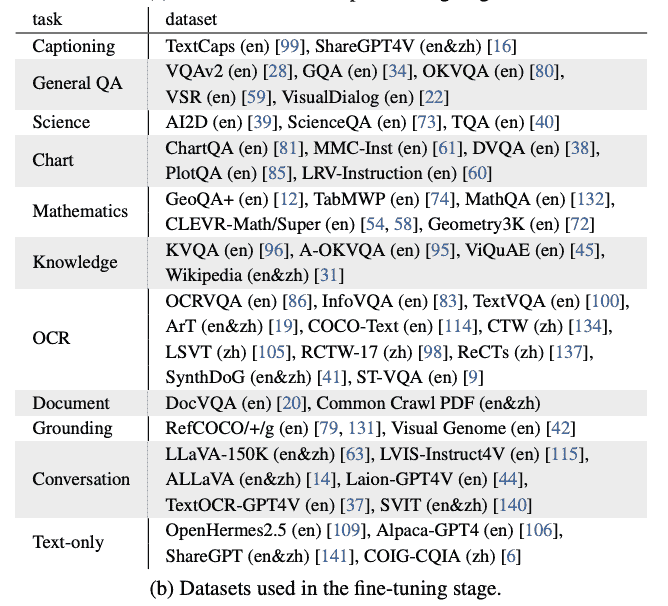 task dataset
Captioning TextCaps (en) [99], ShareGPT4V (en&zh) [16]
General QA VQAv2 (en) [28], GQA (en) [34], OKVQA (en) [80],
VSR (en) [59], VisualDialog (en) [22]
Science AI2D (en) [39], ScienceQA (en) [73], TQA (en) [40]
Chart ChartQA (en) [81], MMC-Inst (en) [61], DVQA (en) [38],
PlotQA (en) [85], LRV-Instruction (en) [60]
Mathematics GeoQA+ (en) [12], TabMWP (en) [74], MathQA (en) [132],
CLEVR-Math/Super (en) [54, 58], Geometry3K (en) [72]
Knowledge KVQA (en) [96], A-OKVQA (en) [95], ViQuAE (en) [45],
Wikipedia (en&zh) [31]
OCR OCRVQA (en) [86], InfoVQA (en) [83], TextVQA (en) [100],
ArT (en&zh) [19], COCO-Text (en) [114], CTW (zh) [134],
LSVT (zh) [105], RCTW-17 (zh) [98], ReCTs (zh) [137],
SynthDoG (en&zh) [41], ST-VQA (en) [9]
Document DocVQA (en) [20], Common Crawl PDF (en&zh)
Grounding RefCOCO/+/g (en) [79, 131], Visual Genome (en) [42]
Conversation LLaVA-150K (en&zh) [63], LVIS-Instruct4V (en) [115],
ALLaVA (en&zh) [14], Laion-GPT4V (en) [44],
TextOCR-GPT4V (en) [37], SVIT (en&zh) [140]
Text-only OpenHermes2.5 (en) [109], Alpaca-GPT4 (en) [106],
ShareGPT (en&zh) [141], COIG-CQIA (zh) [6]
(b) Datasets used in the fine-tuning stage.